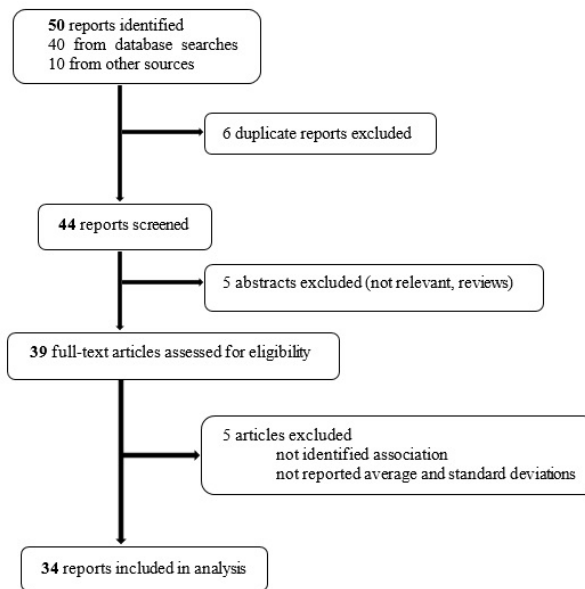 50 reports identified
40 from database searches
10 from other sources
6 duplicate reports excluded
44 reports screened
5 abstracts excluded (not relevant, reviews)
39 full-text articles assessed for eligibility
5 articles excluded
not identified association
not reported average and standard deviations
34 reports included in analysis